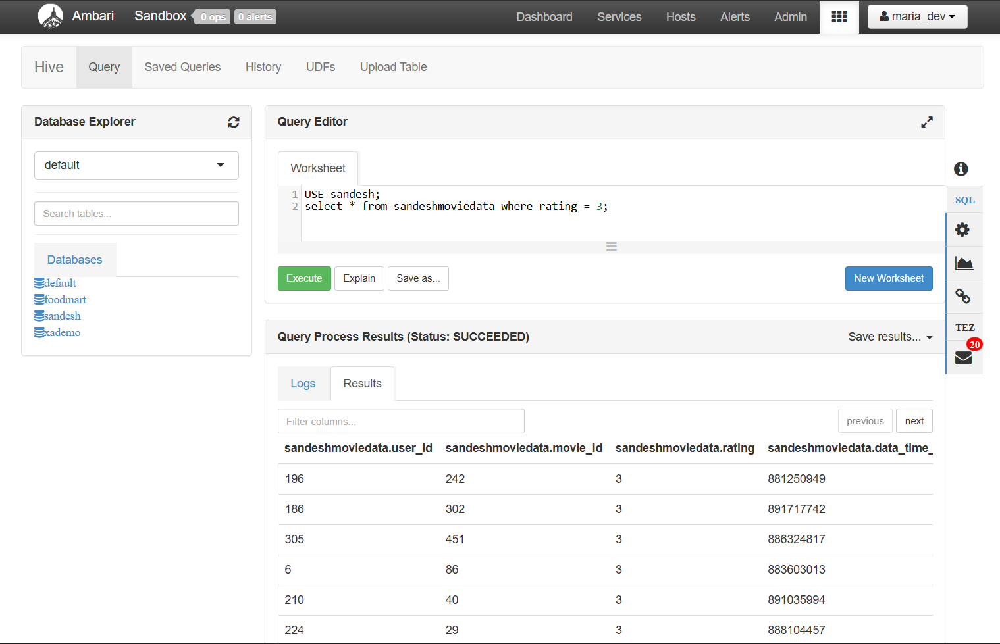 Ambari Sandbox 0 ops 0 alerts Dashboard Services Hosts Alerts Admin maria_dev
Hive Query Saved Queries History UDFs Upload Table
Database Explorer
default
Search tables...
Databases
default
foodmart
sandesh
xademo
Query Editor
Worksheet
1 USE sandesh;
2 select * from sandeshmoviedata where rating = 3;
Execute Explain Save as... New Worksheet
SQL
TEZ
20
Query Process Results (Status: SUCCEEDED) Save results...
Logs Results
Filter columns... previous next
sandeshmoviedata.user_id sandeshmoviedata.movie_id sandeshmoviedata.rating sandeshmoviedata.data_time_
196 242 3 881250949
186 302 3 891717742
305 451 3 886324817
6 86 3 883603013
210 40 3 891035994
224 29 3 888104457